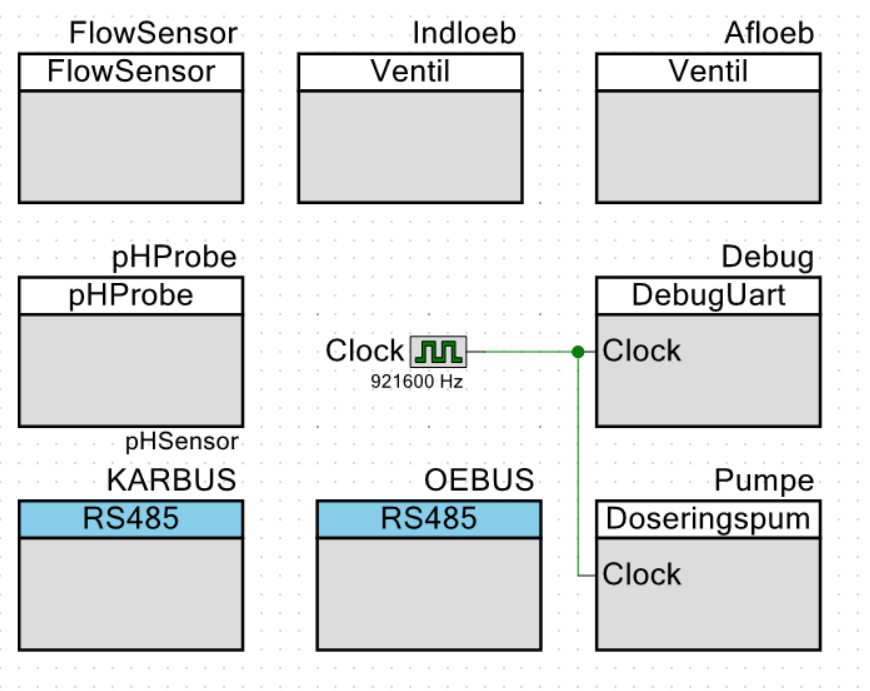 FlowSensor
FlowSensor
Indloeb
Ventil
Afloeb
Ventil
pHProbe
pHProbe
pHSensor
Clock
921600 Hz
Debug
DebugUart
Clock
KARBUS
RS485
OEBUS
RS485
Pumpe
Doseringspum
Clock